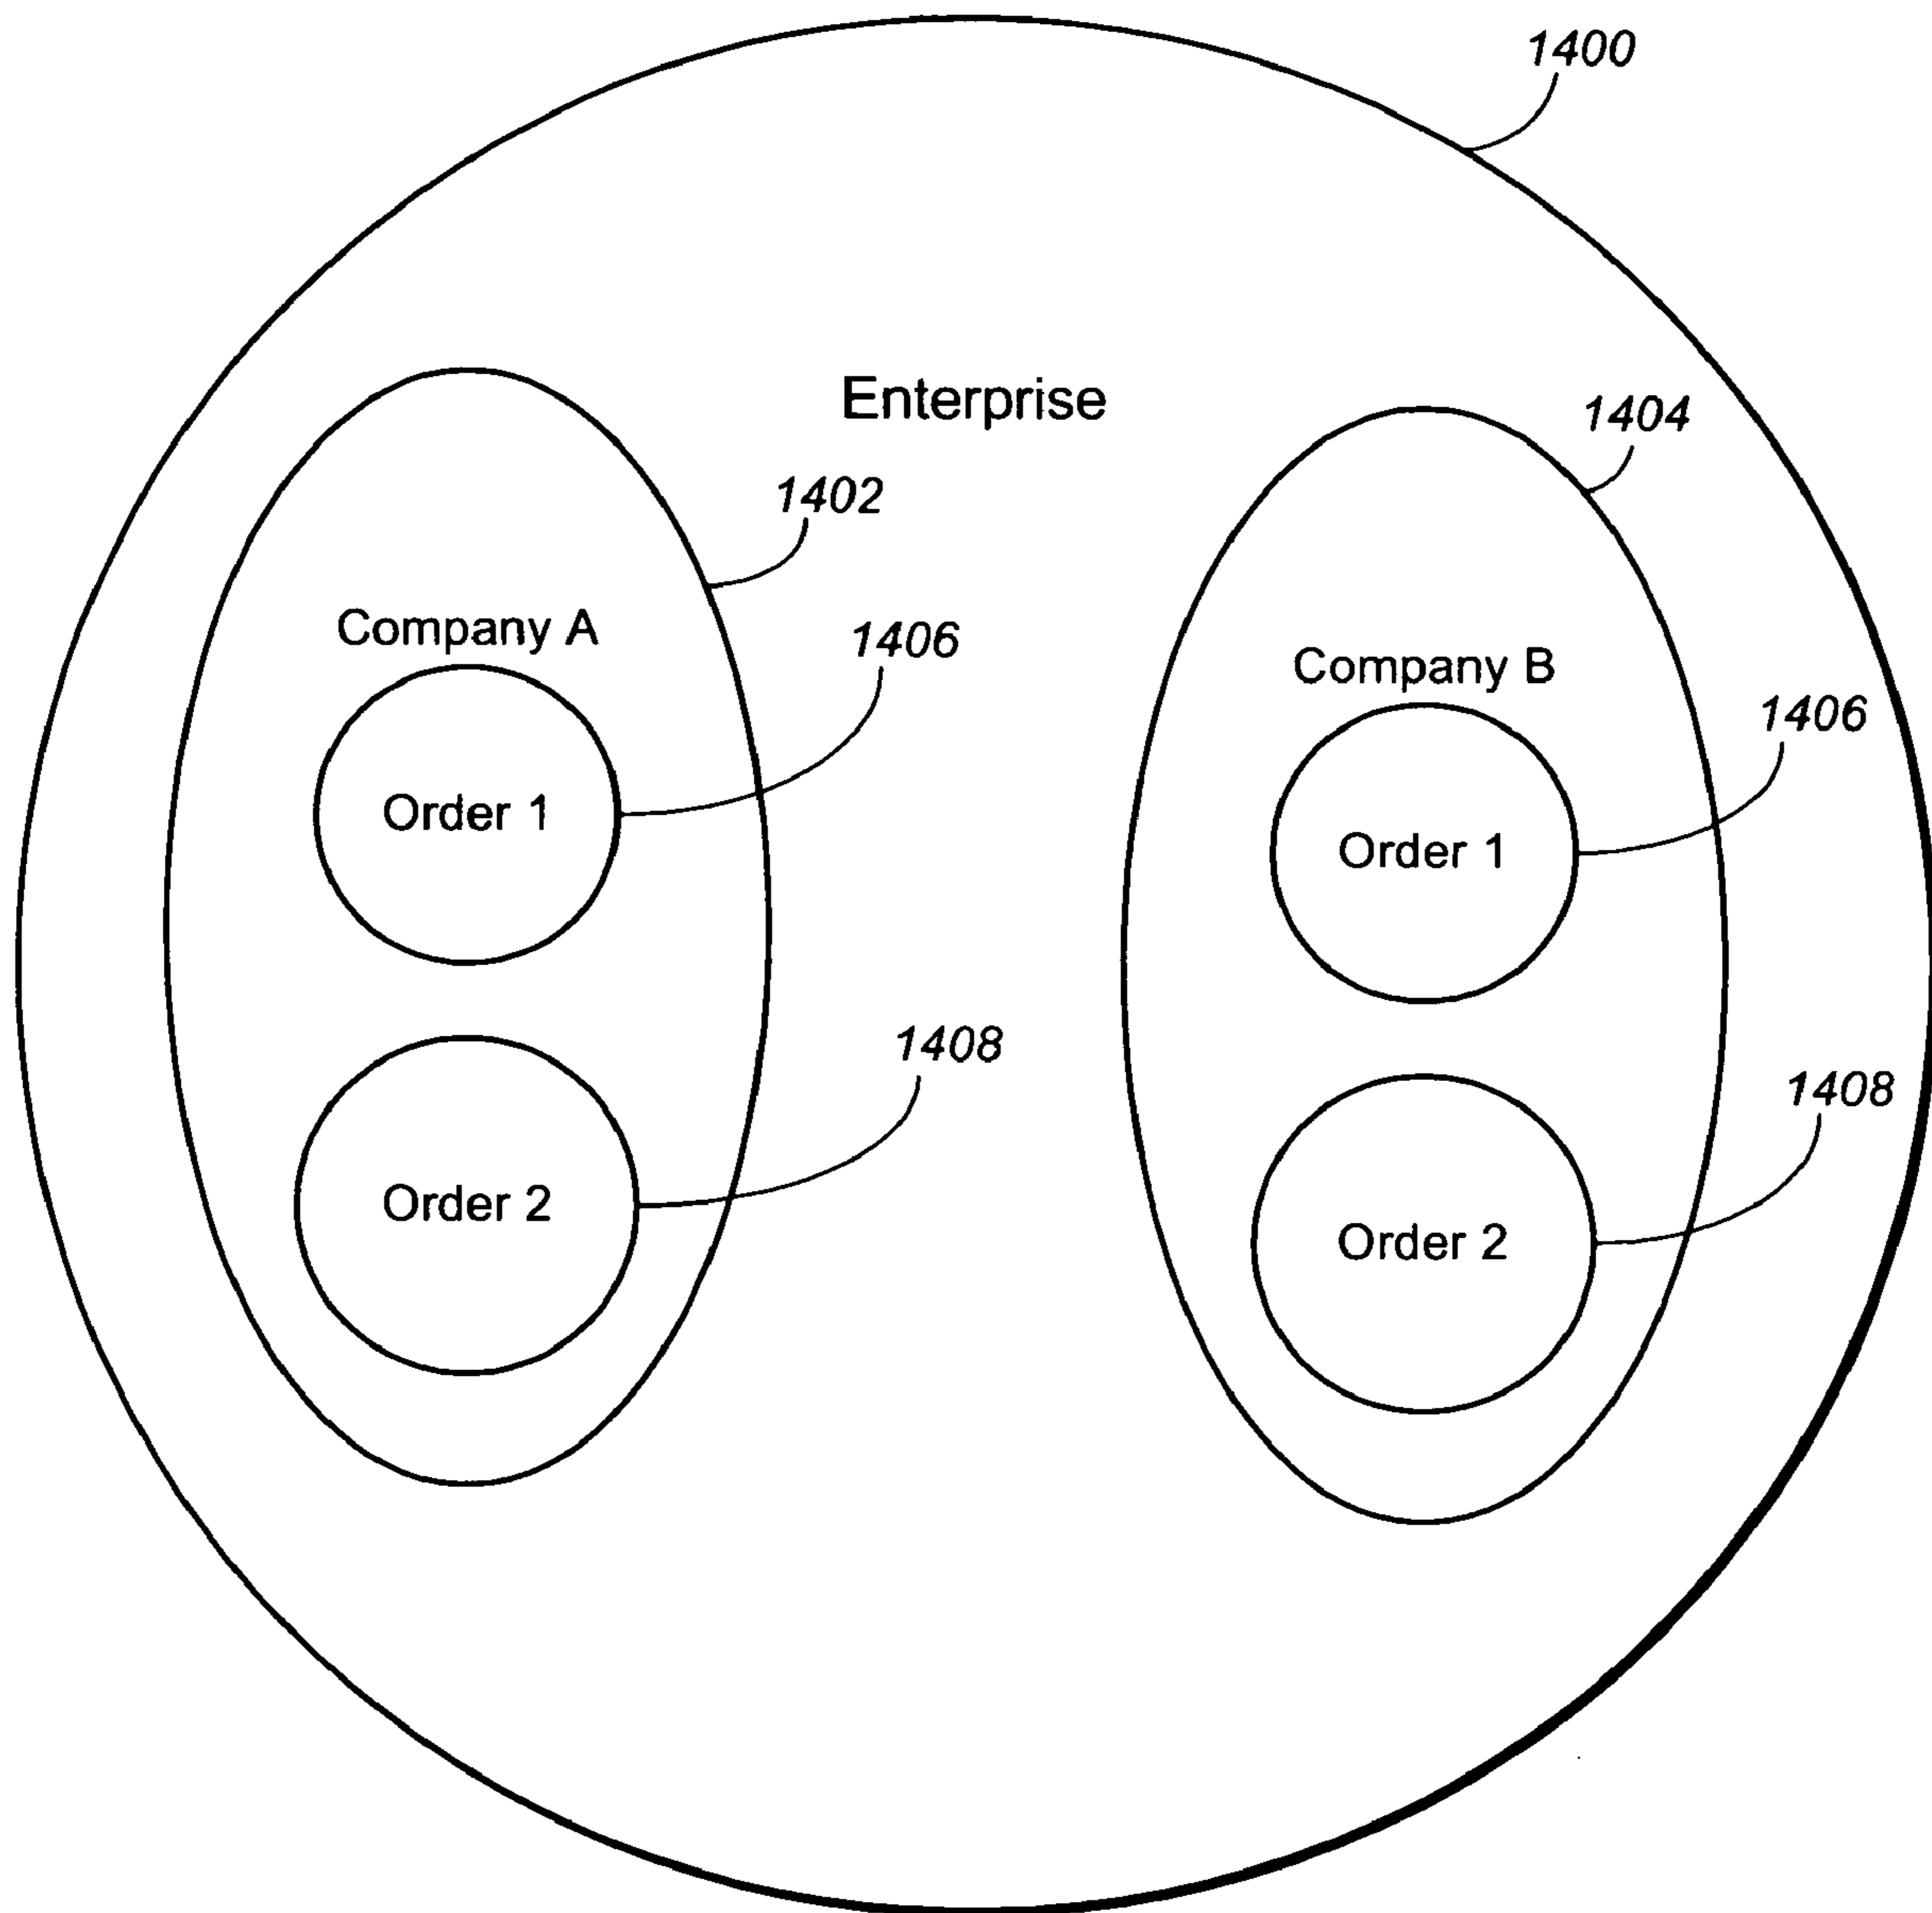 1400
Enterprise
1404
1402
Company A
1406
Company B
1406
Order 1
Order 1
1408
1408
Order 2
Order 2